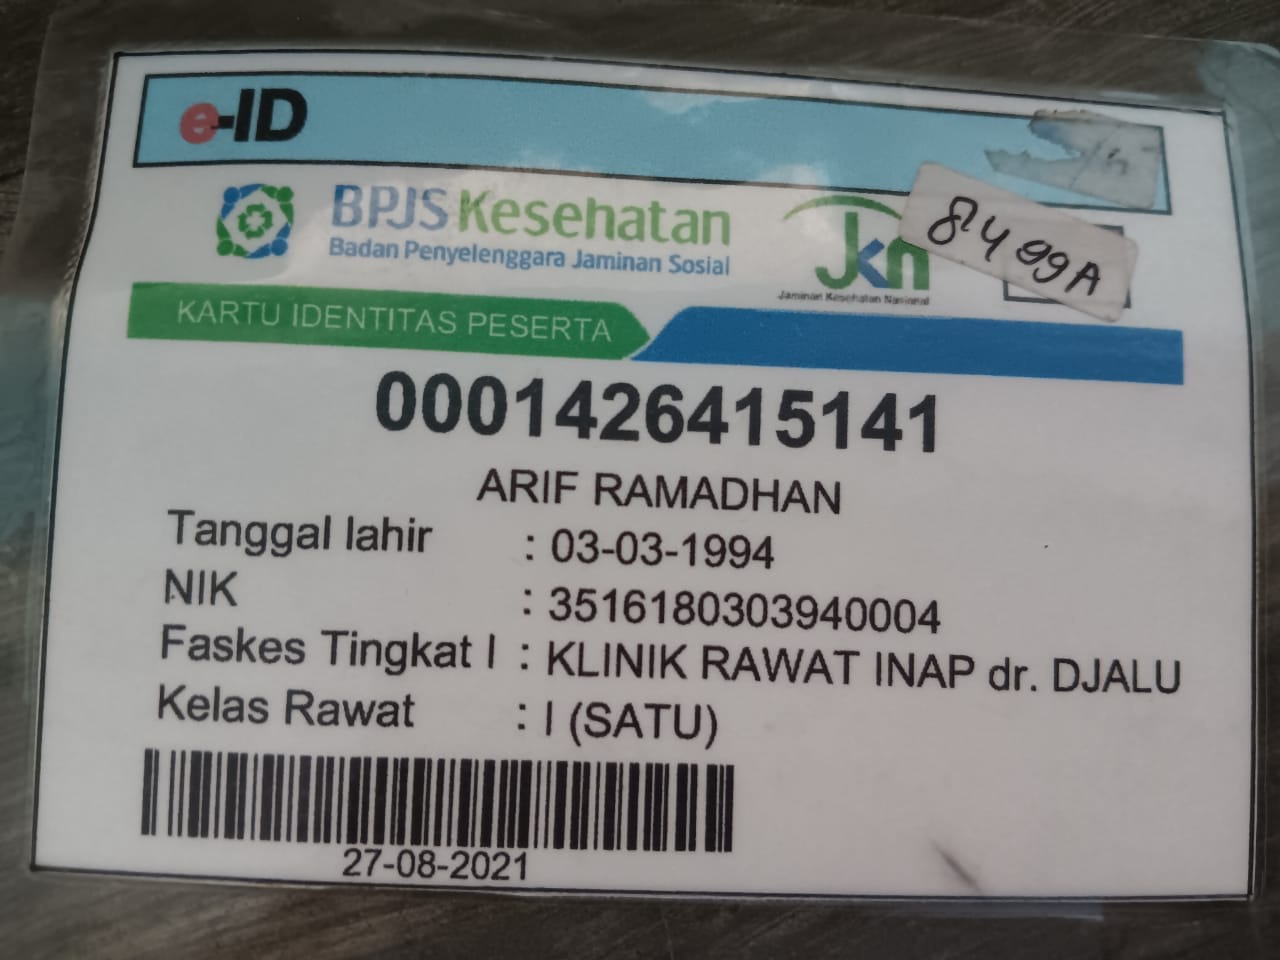 e-ID
BPJS Kesehatan
Badan Penyelenggara Jaminan Sosial
Jkn
Jaminan Kesehatan Nasional
8499A
KARTU IDENTITAS PESERTA
0001426415141
ARIF RAMADHAN
Tanggal lahir : 03-03-1994
NIK : 3516180303940004
Faskes Tingkat I : KLINIK RAWAT INAP dr. DJALU
Kelas Rawat : I (SATU)
27-08-2021